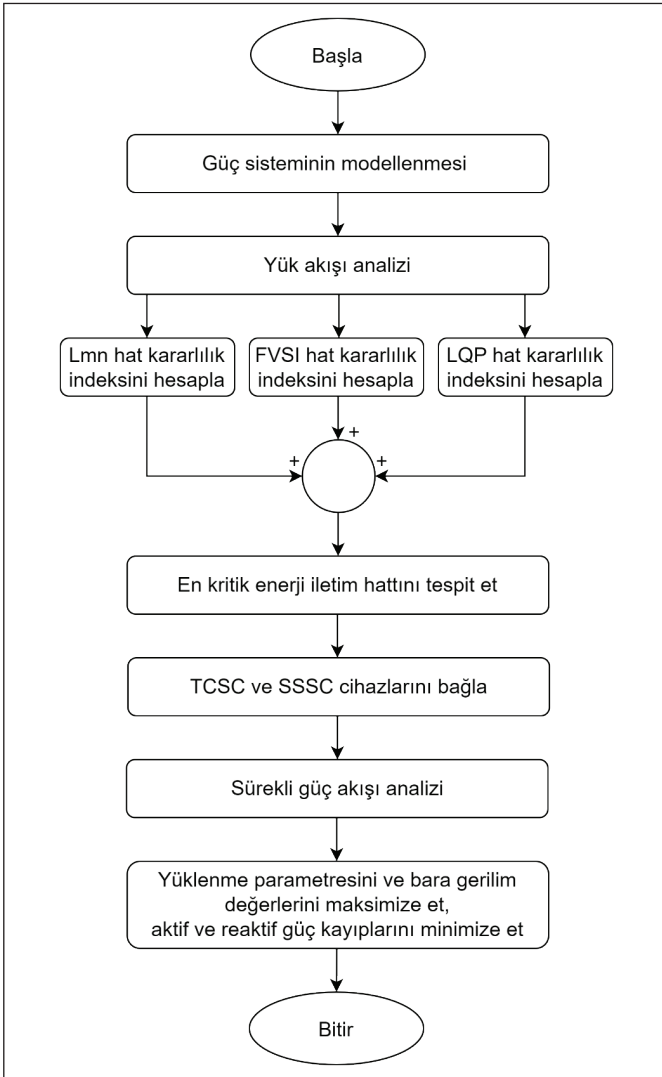 Başla
Güç sisteminin modellenmesi
Yük akışı analizi
Lmn hat kararlılık
indeksini hesapla
FVSI hat kararlılık
indeksini hesapla
LQP hat kararlılık
indeksini hesapla
+
+
+
En kritik enerji iletim hattını tespit et
TCSC ve SSSC cihazlarını bağla
Sürekli güç akışı analizi
Yüklenme parametresini ve bara gerilim
değerlerini maksimize et,
aktif ve reaktif güç kayıplarını minimize et
Bitir